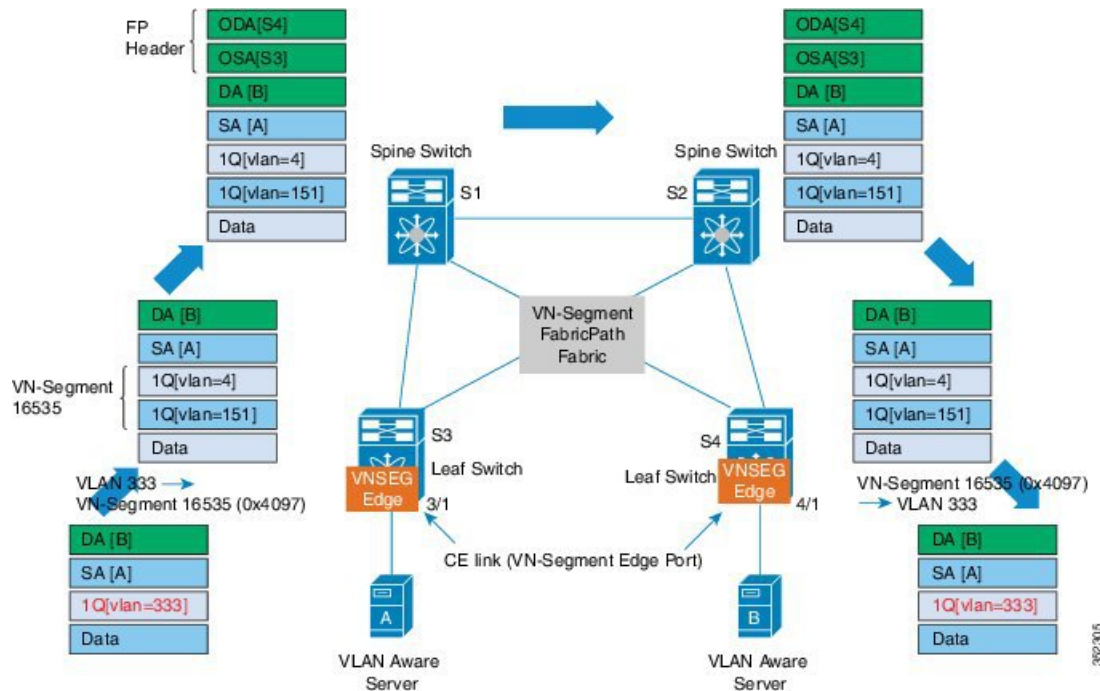 FP
Header
ODA[S4]
OSA[S3]
DA [B]
SA [A]
1Q[vlan=4]
1Q[vlan=151]
Data
ODA[S4]
OSA[S3]
DA [B]
SA [A]
1Q[vlan=4]
1Q[vlan=151]
Data
Spine Switch
S1
Spine Switch
S2
VN-Segment
FabricPath
Fabric
VN-Segment
16535
DA [B]
SA [A]
1Q[vlan=4]
1Q[vlan=151]
Data
DA [B]
SA [A]
1Q[vlan=4]
1Q[vlan=151]
Data
S3
Leaf Switch
VNSEG
Edge
3/1
S4
Leaf Switch
VNSEG
Edge
4/1
VLAN 333
VN-Segment 16535 (0x4097)
VN-Segment 16535 (0x4097)
VLAN 333
CE link (VN-Segment Edge Port)
DA [B]
SA [A]
1Q[vlan=333]
Data
DA [B]
SA [A]
1Q[vlan=333]
Data
A
VLAN Aware
Server
B
VLAN Aware
Server
352305